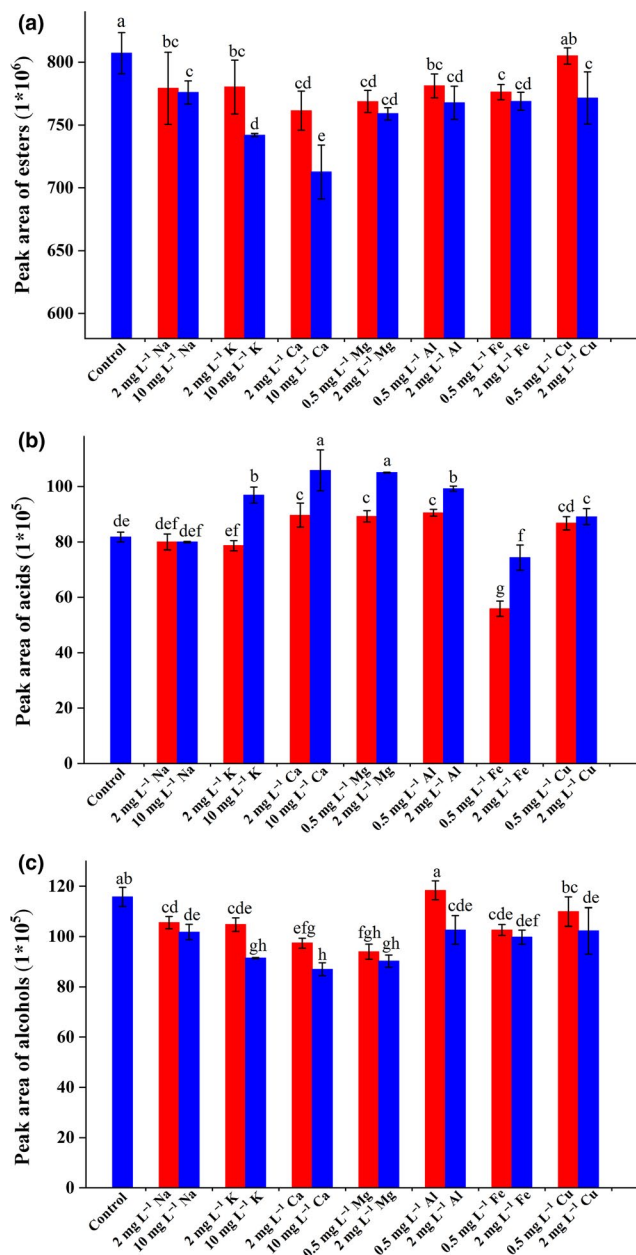 (a)
Peak area of esters (1*10⁶)
800
750
700
650
600
a
bc
c
bc
d
cd
e
cd
cd
bc
cd
c
cd
ab
c
Control
2 mg L⁻¹ Na
10 mg L⁻¹ Na
2 mg L⁻¹ K
10 mg L⁻¹ K
2 mg L⁻¹ Ca
10 mg L⁻¹ Ca
0.5 mg L⁻¹ Mg
2 mg L⁻¹ Mg
0.5 mg L⁻¹ Al
2 mg L⁻¹ Al
0.5 mg L⁻¹ Fe
2 mg L⁻¹ Fe
0.5 mg L⁻¹ Cu
2 mg L⁻¹ Cu
(b)
Peak area of acids (1*10⁵)
100
80
60
40
20
0
de
def
def
ef
b
c
a
c
a
c
b
g
f
cd
c
Control
2 mg L⁻¹ Na
10 mg L⁻¹ Na
2 mg L⁻¹ K
10 mg L⁻¹ K
2 mg L⁻¹ Ca
10 mg L⁻¹ Ca
0.5 mg L⁻¹ Mg
2 mg L⁻¹ Mg
0.5 mg L⁻¹ Al
2 mg L⁻¹ Al
0.5 mg L⁻¹ Fe
2 mg L⁻¹ Fe
0.5 mg L⁻¹ Cu
2 mg L⁻¹ Cu
(c)
Peak area of alcohols (1*10⁵)
120
100
80
60
40
20
0
ab
cd
de
cde
gh
efg
h
fgh
gh
a
cde
cde
def
bc
de
Control
2 mg L⁻¹ Na
10 mg L⁻¹ Na
2 mg L⁻¹ K
10 mg L⁻¹ K
2 mg L⁻¹ Ca
10 mg L⁻¹ Ca
0.5 mg L⁻¹ Mg
2 mg L⁻¹ Mg
0.5 mg L⁻¹ Al
2 mg L⁻¹ Al
0.5 mg L⁻¹ Fe
2 mg L⁻¹ Fe
0.5 mg L⁻¹ Cu
2 mg L⁻¹ Cu